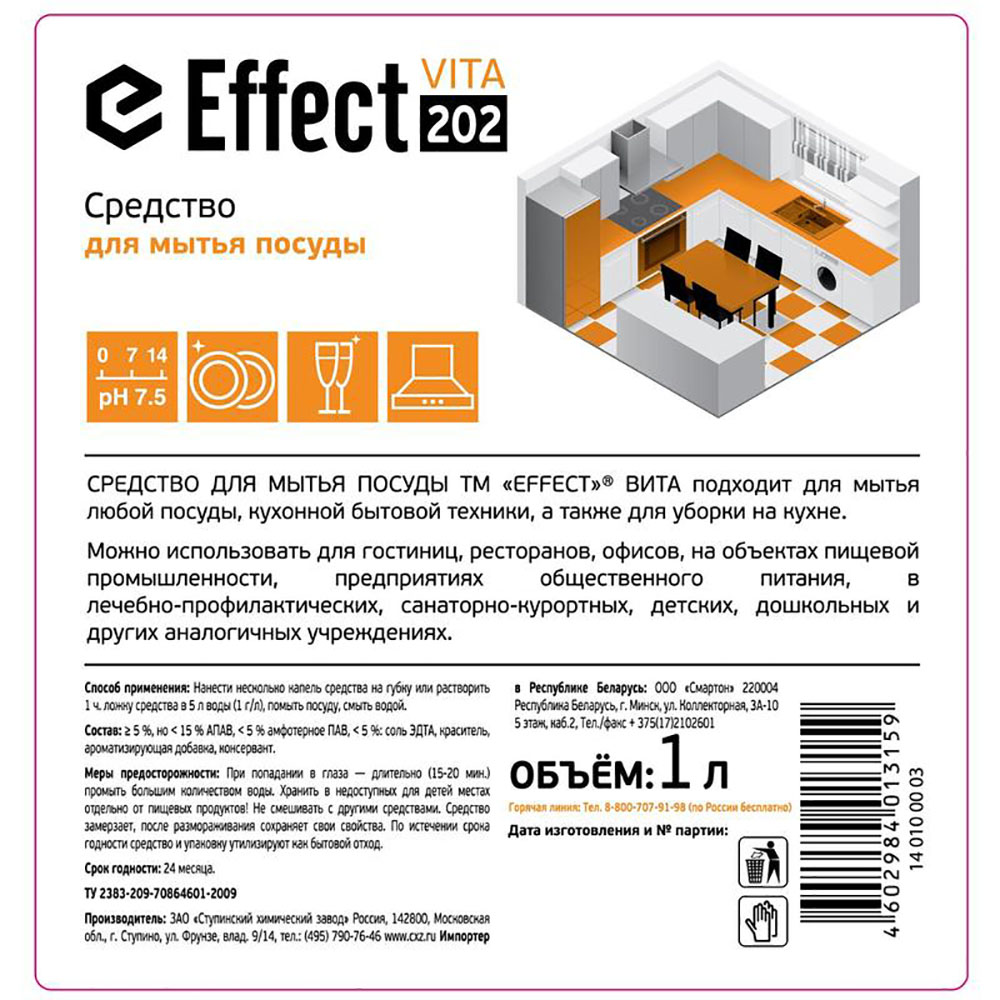 Effect VITA 202
Средство
для мытья посуды
0 7 14
pH 7.5
СРЕДСТВО ДЛЯ МЫТЬЯ ПОСУДЫ ТМ «EFFECT»® ВИТА подходит для мытья
любой посуды, кухонной бытовой техники, а также для уборки на кухне.
Можно использовать для гостиниц, ресторанов, офисов, на объектах пищевой
промышленности, предприятиях общественного питания, в
лечебно-профилактических, санаторно-курортных, детских, дошкольных и
других аналогичных учреждениях.
Способ применения: Нанести несколько капель средства на губку или растворить
1 ч. ложку средства в 5 л воды (1 г/л), помыть посуду, смыть водой.
Состав: ≥ 5 %, но < 15 % АПАВ, < 5 % амфотерное ПАВ, < 5 %: соль ЭДТА, краситель,
ароматизирующая добавка, консервант.
Меры предосторожности: При попадании в глаза — длительно (15-20 мин.)
промыть большим количеством воды. Хранить в недоступных для детей местах
отдельно от пищевых продуктов! Не смешивать с другими средствами. Средство
замерзает, после размораживания сохраняет свои свойства. По истечении срока
годности средство и упаковку утилизируют как бытовой отход.
Срок годности: 24 месяца.
ТУ 2383-209-70864601-2009
Производитель: ЗАО «Ступинский химический завод» Россия, 142800, Московская
обл., г. Ступино, ул. Фрунзе, влад. 9/14, тел.: (495) 790-76-46 www.cxz.ru Импортер
в Республике Беларусь: ООО «Смартон» 220004
Республика Беларусь, г. Минск, ул. Коллекторная, 3А-10
5 этаж, каб.2, Тел./факс + 375(17)2102601
ОБЪЁМ: 1 л
Горячая линия: Тел. 8-800-707-91-98 (по России бесплатно)
Дата изготовления и № партии:
4 602984 013159
14 010 00 03